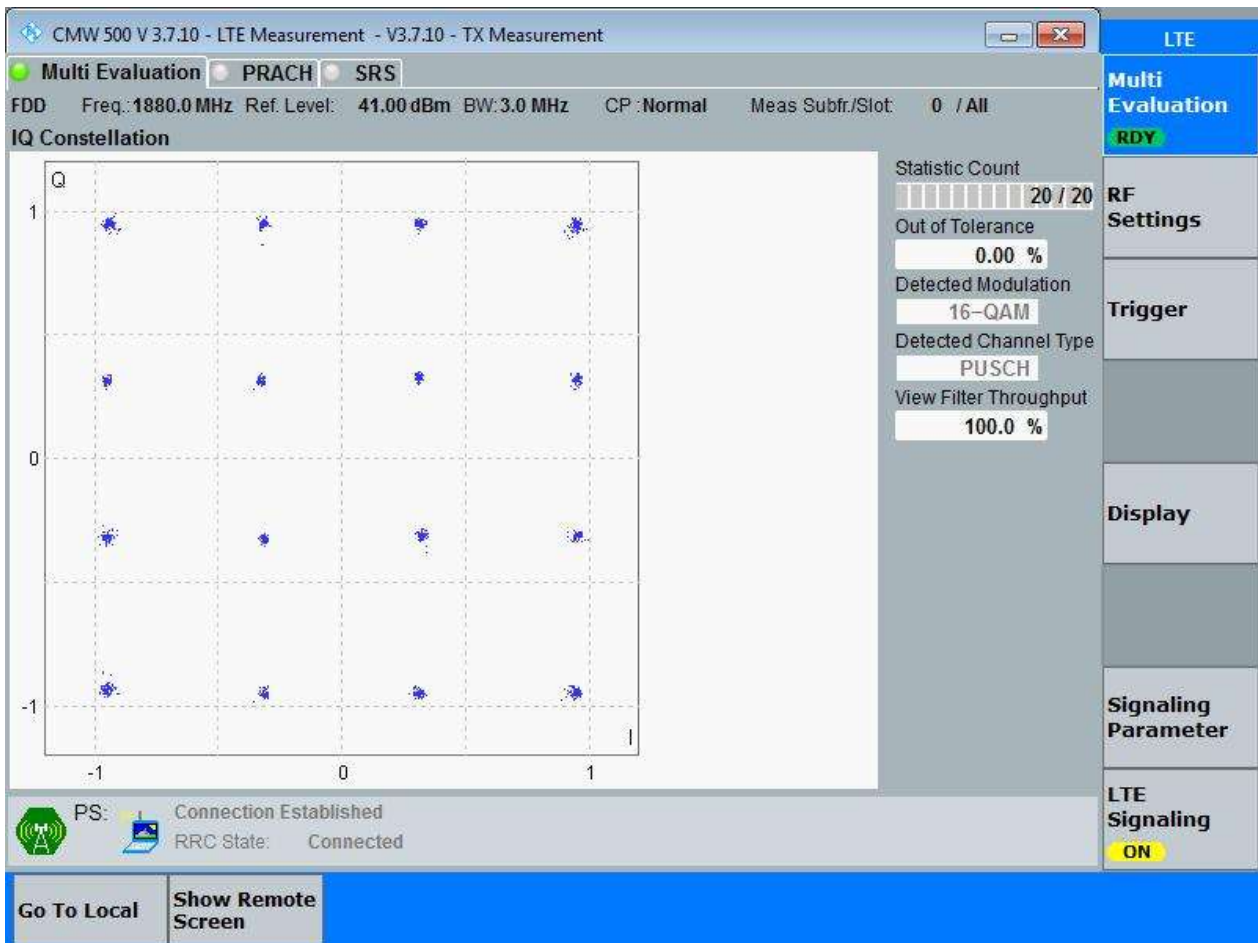 CMW 500 V 3.7.10 - LTE Measurement - V3.7.10 - TX Measurement
LTE
Multi Evaluation PRACH SRS
Multi
Evaluation
RDY
FDD Freq.:1880.0 MHz Ref. Level: 41.00 dBm BW:3.0 MHz CP :Normal Meas Subfr./Slot: 0 / All
IQ Constellation
Q
1
0
-1
I
-1 0 1
Statistic Count
20 / 20
Out of Tolerance
0.00 %
Detected Modulation
16-QAM
Detected Channel Type
PUSCH
View Filter Throughput
100.0 %
RF
Settings
Trigger
Display
Signaling
Parameter
LTE
Signaling
ON
PS: Connection Established
RRC State: Connected
Go To Local
Show Remote
Screen